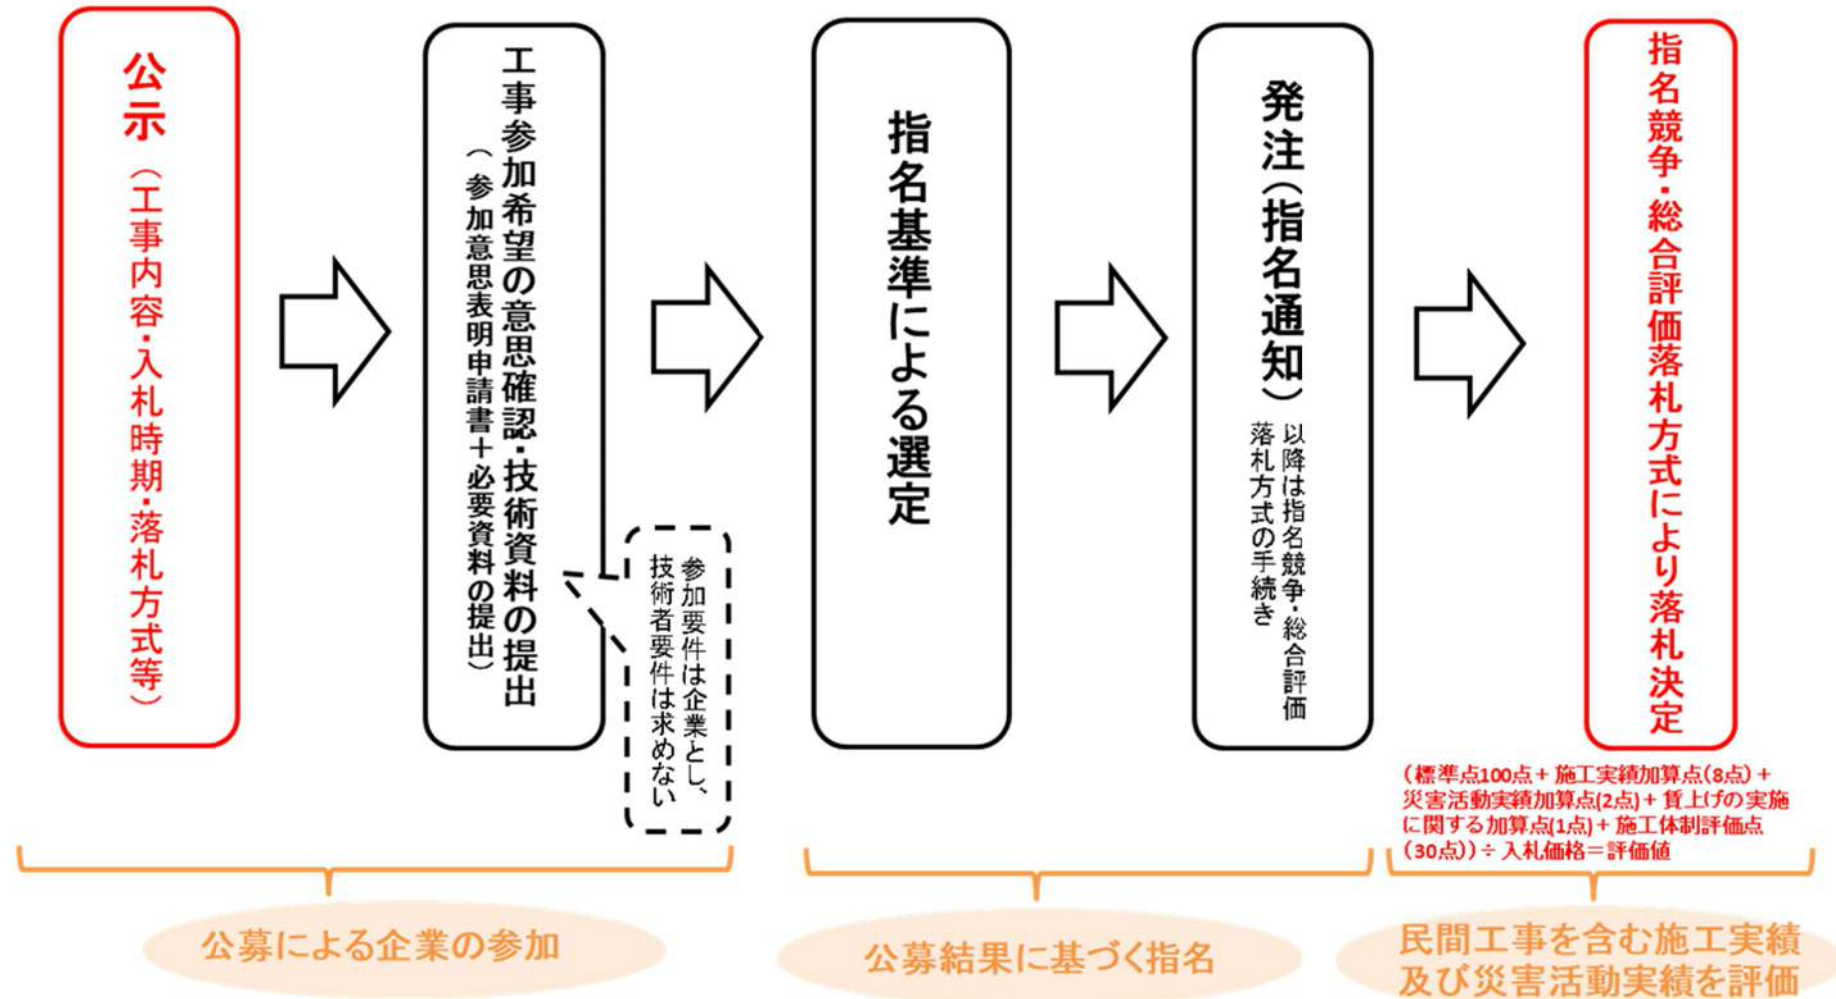 公示（工事内容・入札時期・落札方式等）
工事参加希望の意思確認・技術資料の提出
（参加意思表明申請書＋必要資料の提出）
参加要件は企業とし、
技術者要件は求めない
指名基準による選定
発注（指名通知）
以降は指名競争・総合評価
落札方式の手続き
指名競争・総合評価落札方式により落札決定
（標準点100点＋施工実績加算点(8点)＋
災害活動実績加算点(2点)＋賃上げの実施
に関する加算点(1点)＋施工体制評価点
(30点)）÷入札価格＝評価値
公募による企業の参加
公募結果に基づく指名
民間工事を含む施工実績
及び災害活動実績を評価